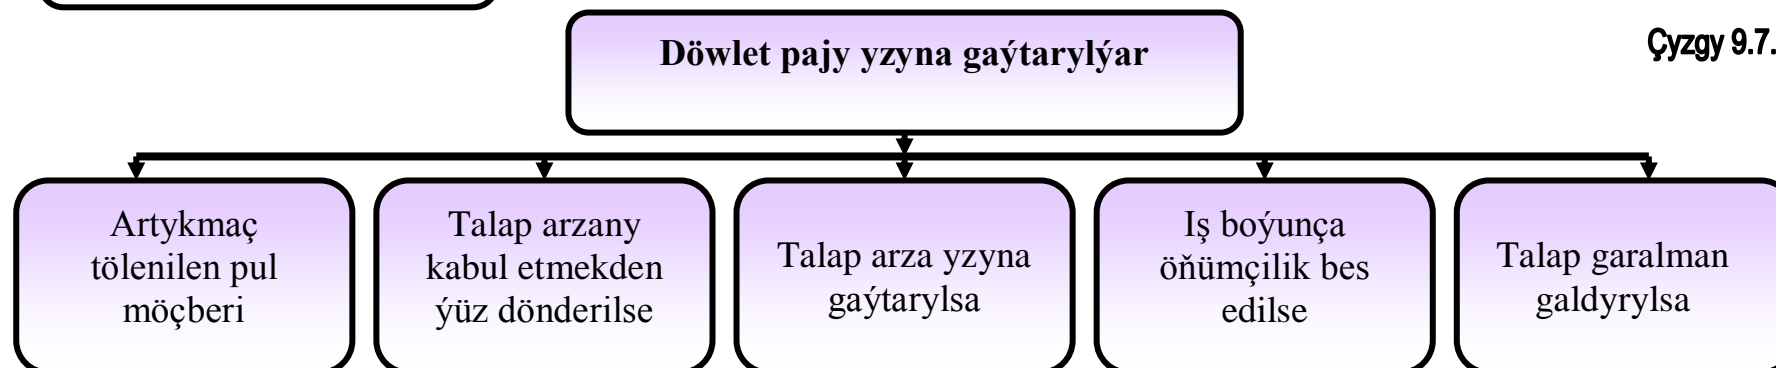 Döwlet pajy yzyna gaýtarylýar
Çyzgy 9.7.
Artykmaç
tölenilen pul
möçberi
Talap arzany
kabul etmekden
ýüz dönderilse
Talap arza yzyna
gaýtarylsa
Iş boýunça
öňümçilik bes
edilse
Talap garalman
galdyrylsa